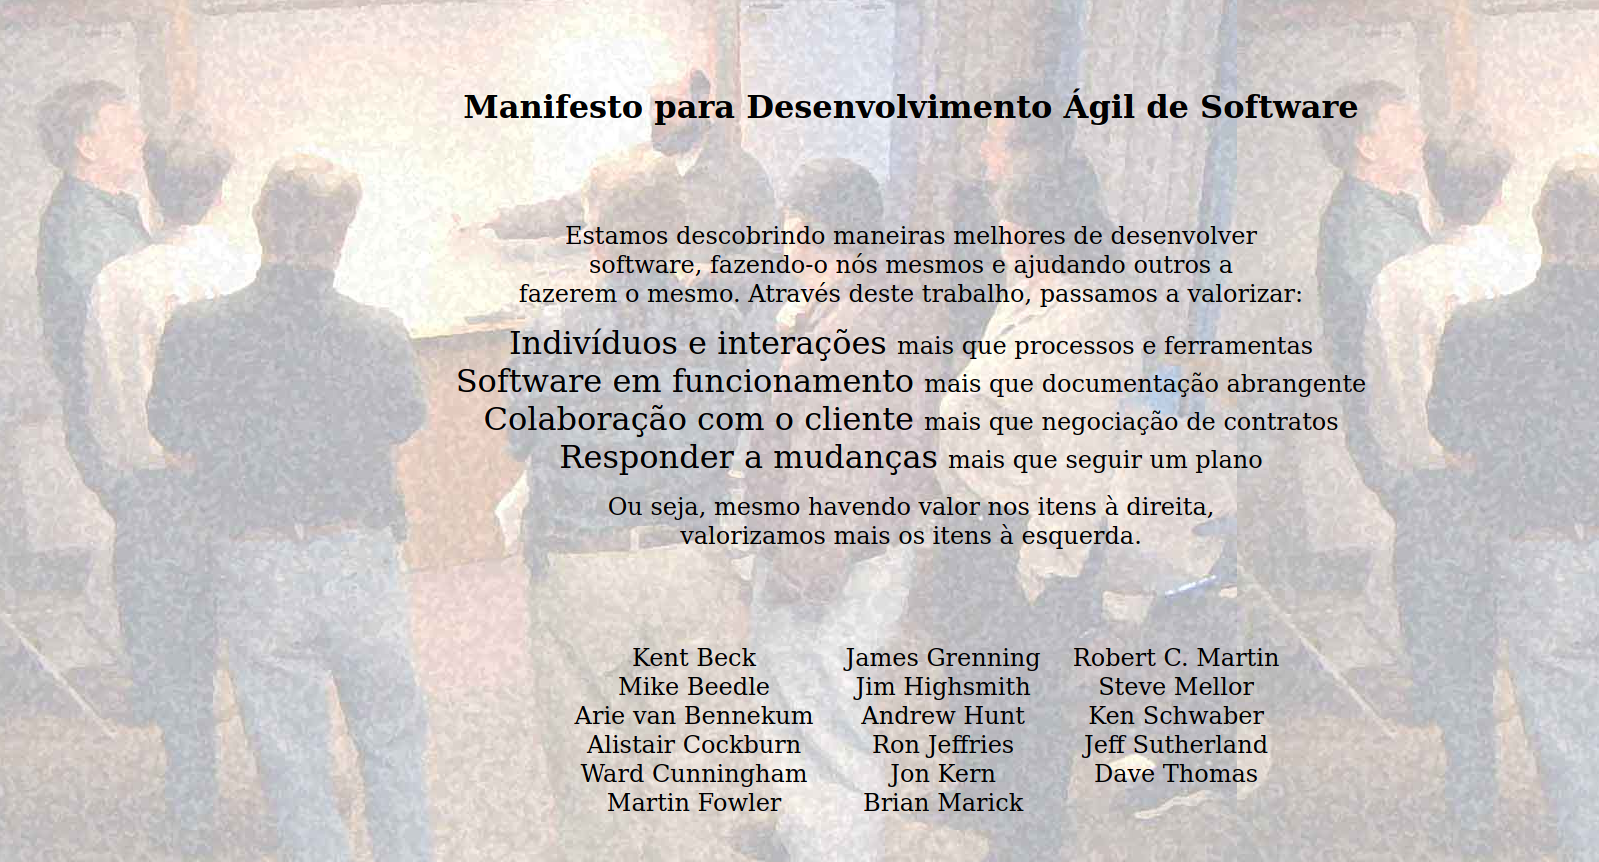 Manifesto para Desenvolvimento Ágil de Software
Estamos descobrindo maneiras melhores de desenvolver
software, fazendo-o nós mesmos e ajudando outros a
fazerem o mesmo. Através deste trabalho, passamos a valorizar:
Indivíduos e interações mais que processos e ferramentas
Software em funcionamento mais que documentação abrangente
Colaboração com o cliente mais que negociação de contratos
Responder a mudanças mais que seguir um plano
Ou seja, mesmo havendo valor nos itens à direita,
valorizamos mais os itens à esquerda.
Kent Beck
Mike Beedle
Arie van Bennekum
Alistair Cockburn
Ward Cunningham
Martin Fowler
James Grenning
Jim Highsmith
Andrew Hunt
Ron Jeffries
Jon Kern
Brian Marick
Robert C. Martin
Steve Mellor
Ken Schwaber
Jeff Sutherland
Dave Thomas